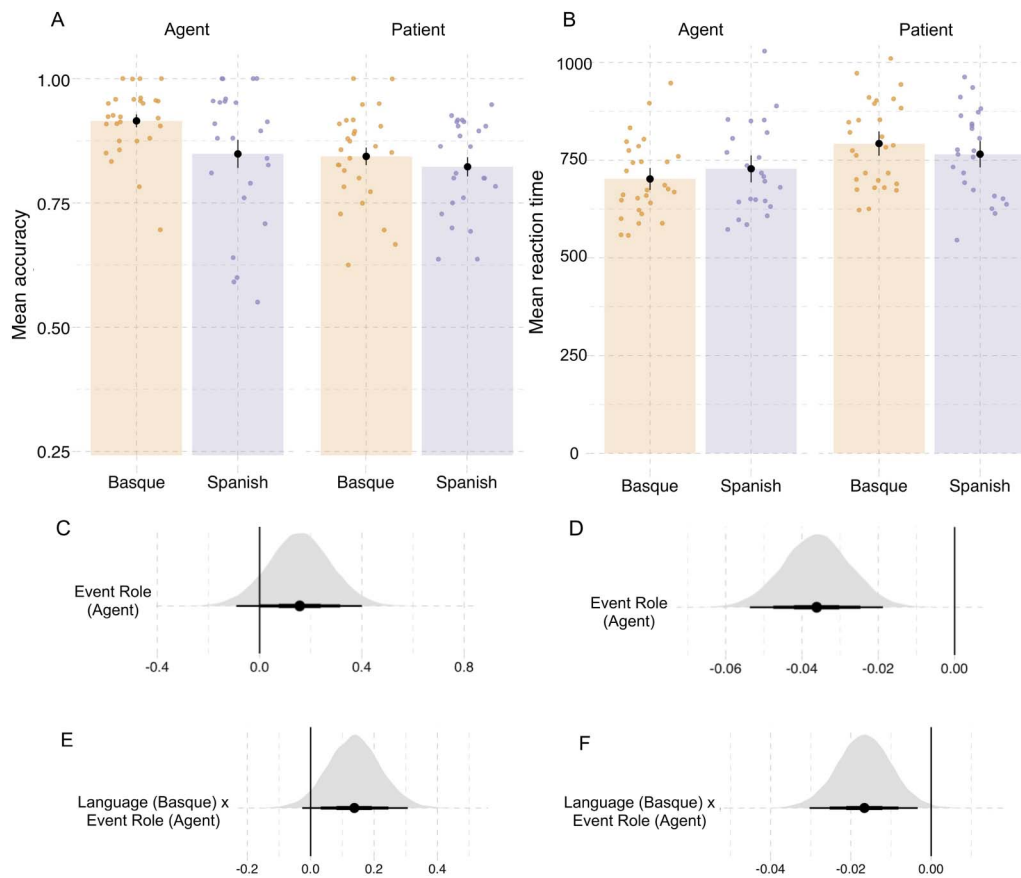 A
Agent
Patient
Mean accuracy
1.00
0.75
0.50
0.25
Basque
Spanish
Basque
Spanish
B
Agent
Patient
Mean reaction time
1000
750
500
250
0
Basque
Spanish
Basque
Spanish
C
Event Role
(Agent)
-0.4
0.0
0.4
0.8
D
Event Role
(Agent)
-0.06
-0.04
-0.02
0.00
E
Language (Basque) x
Event Role (Agent)
-0.2
0.0
0.2
0.4
F
Language (Basque) x
Event Role (Agent)
-0.04
-0.02
0.00